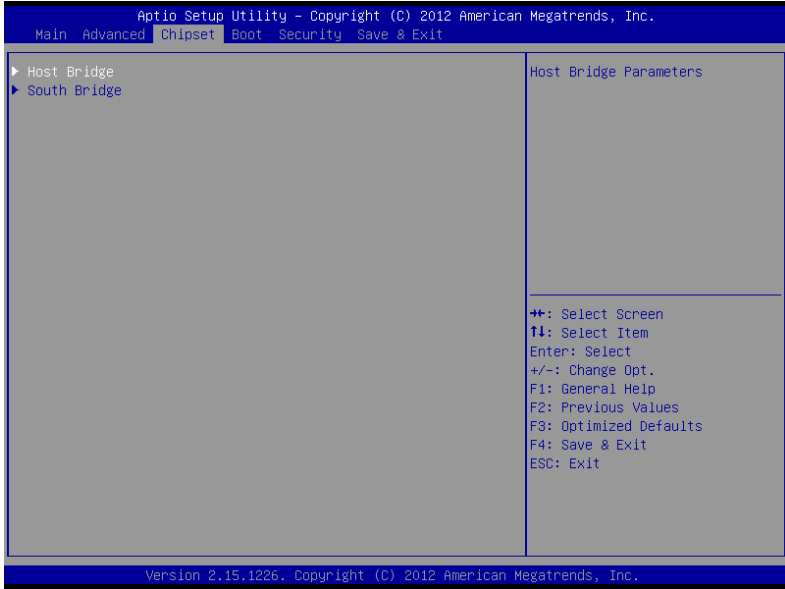 Aptio Setup Utility – Copyright (C) 2012 American Megatrends, Inc.
Main Advanced Chipset Boot Security Save & Exit
▶ Host Bridge
▶ South Bridge
Host Bridge Parameters
→←: Select Screen
↑↓: Select Item
Enter: Select
+/-: Change Opt.
F1: General Help
F2: Previous Values
F3: Optimized Defaults
F4: Save & Exit
ESC: Exit
Version 2.15.1226. Copyright (C) 2012 American Megatrends, Inc.